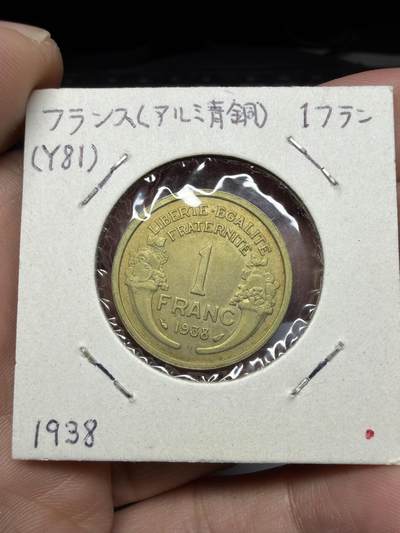 フランス(アルミ青銅) 1フラン
(Y81)
LIBERTE·EGALITE
FRATERNITE
1
FRANC
1938
1938